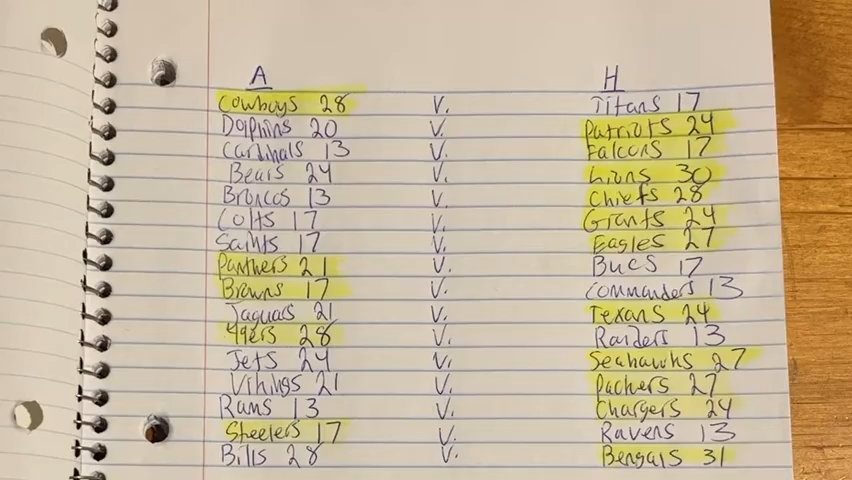 A H
Cowboys 28 V. Titans 17
Dolphins 20 V. Patriots 24
Cardinals 13 V. Falcons 17
Bears 24 V. Lions 30
Broncos 13 V. Chiefs 28
Colts 17 V. Giants 24
Saints 17 V. Eagles 27
Panthers 21 V. Bucs 17
Browns 17 V. Commanders 13
Jaguars 21 V. Texans 24
49ers 28 V. Raiders 13
Jets 24 V. Seahawks 27
Vikings 21 V. Packers 27
Rams 13 V. Chargers 24
Steelers 17 V. Ravens 13
Bills 28 V. Bengals 31